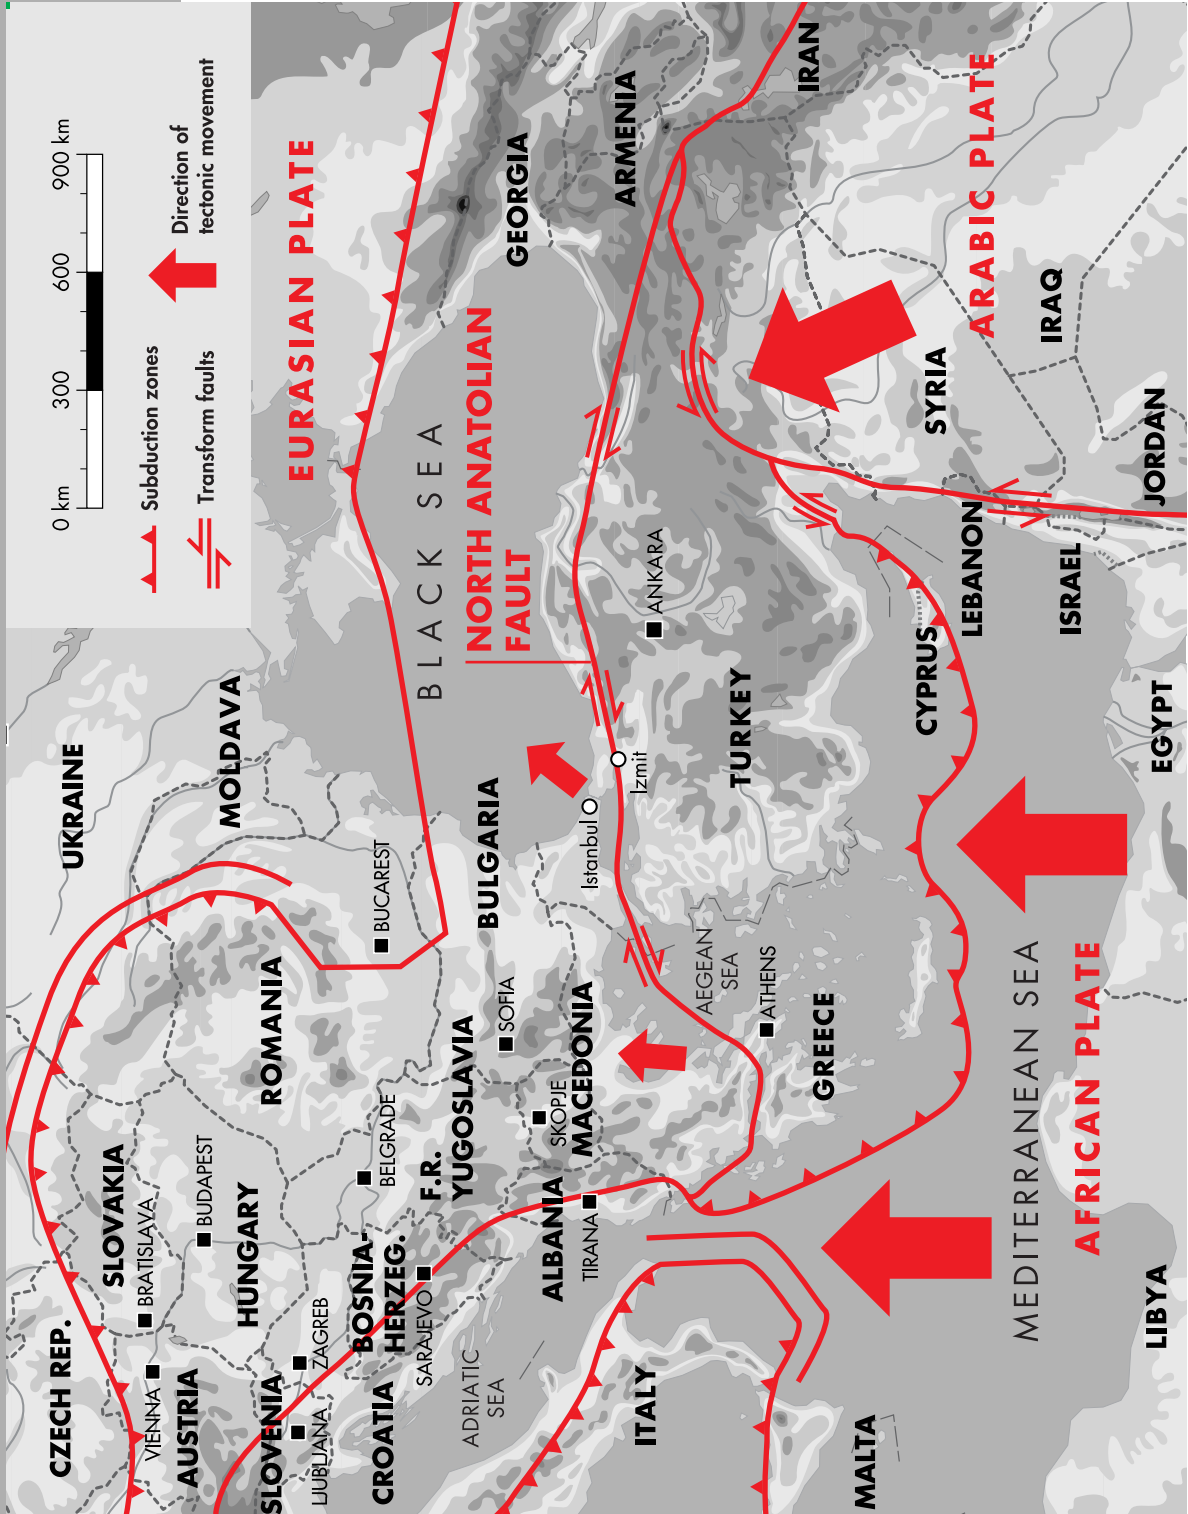 0 km 300 600 900 km
Subduction zones
Transform faults
Direction of
tectonic movement
CZECH REP.
VIENNA
AUSTRIA
SLOVAKIA
BRATISLAVA
BUDAPEST
HUNGARY
SLOVENIA
LJUBLJANA
ZAGREB
CROATIA
BOSNIA-
HERZEG.
SARAJEVO
BELGRADE
F.R.
YUGOSLAVIA
UKRAINE
MOLDAVA
ROMANIA
BUCAREST
BULGARIA
SOFIA
SKOPJE
MACEDONIA
ALBANIA
TIRANA
ADRIATIC
SEA
ITALY
MALTA
LIBYA
GREECE
ATHENS
AEGEAN
SEA
EURASIAN PLATE
BLACK SEA
NORTH ANATOLIAN
FAULT
Istanbul
Izmit
ANKARA
TURKEY
GEORGIA
ARMENIA
IRAN
ARABIC PLATE
IRAQ
SYRIA
CYPRUS
LEBANON
ISRAEL
JORDAN
EGYPT
MEDITERRANEAN SEA
AFRICAN PLATE